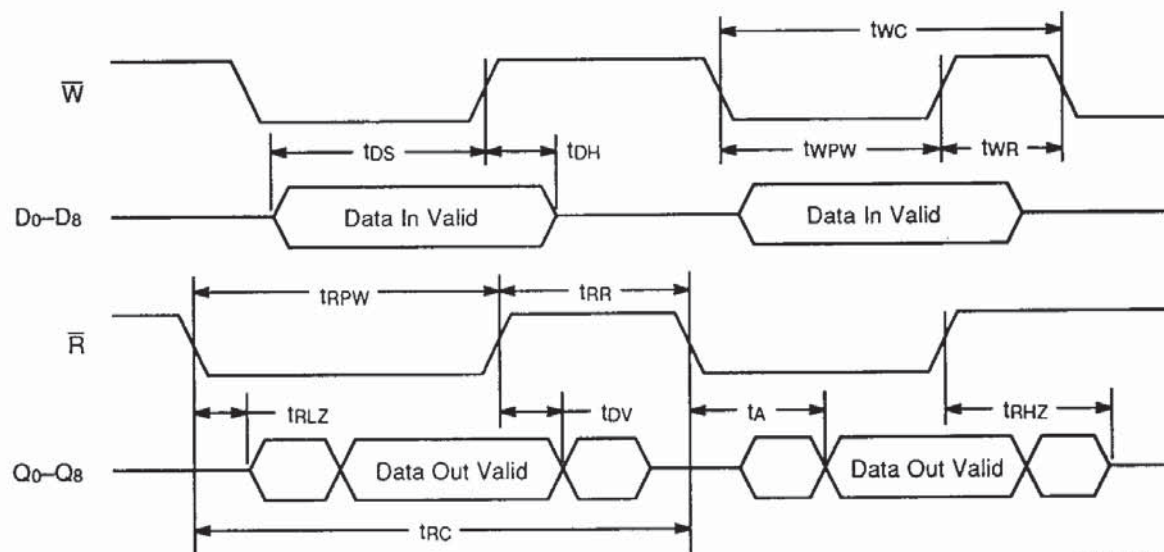 tWC
W̅
tDS tDH tWPW tWR
D0–D8 Data In Valid Data In Valid
tRPW tRR
R̅
tRLZ tDV tA tRHZ
Q0–Q8 Data Out Valid Data Out Valid
tRC